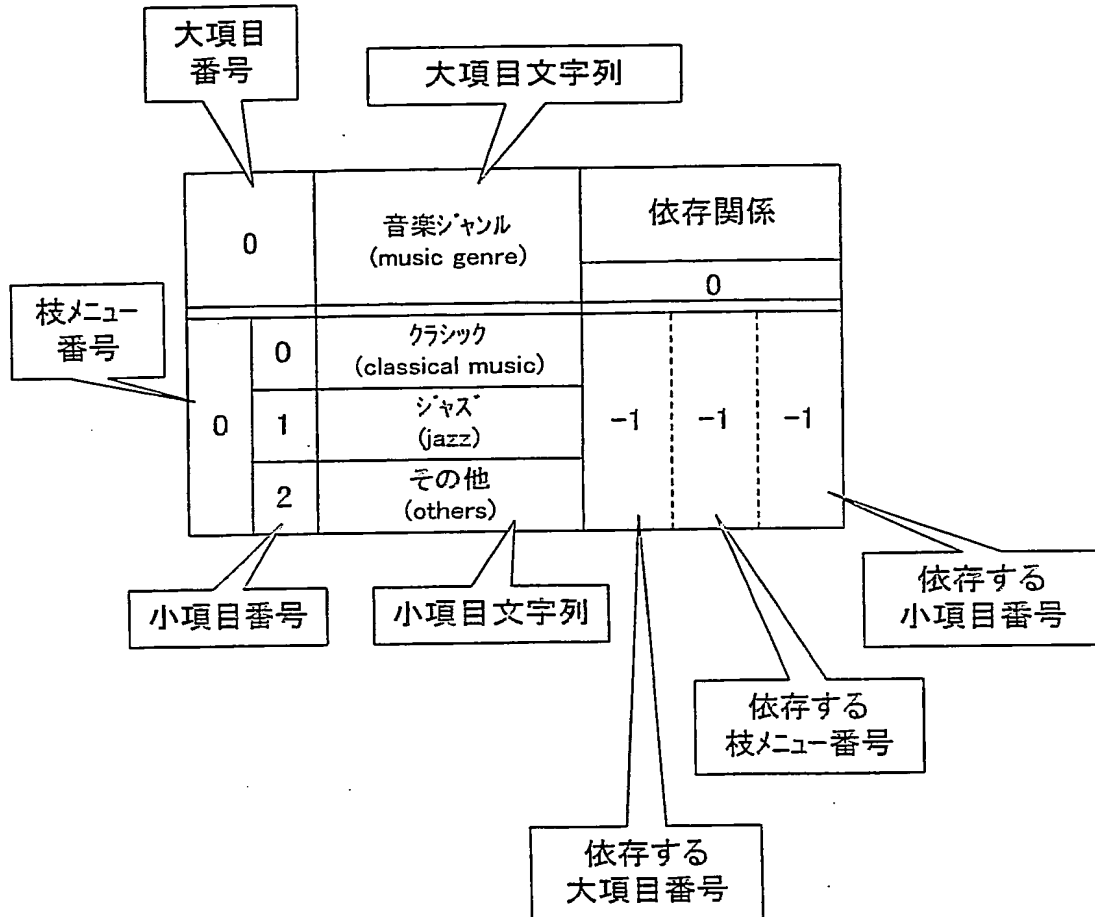 大項目
番号
大項目文字列
0
音楽ジャンル
(music genre)
依存関係
0
枝メニュー
番号
0
0
クラシック
(classical music)
1
ジャズ
(jazz)
2
その他
(others)
-1
-1
-1
小項目番号
小項目文字列
依存する
小項目番号
依存する
枝メニュー番号
依存する
大項目番号